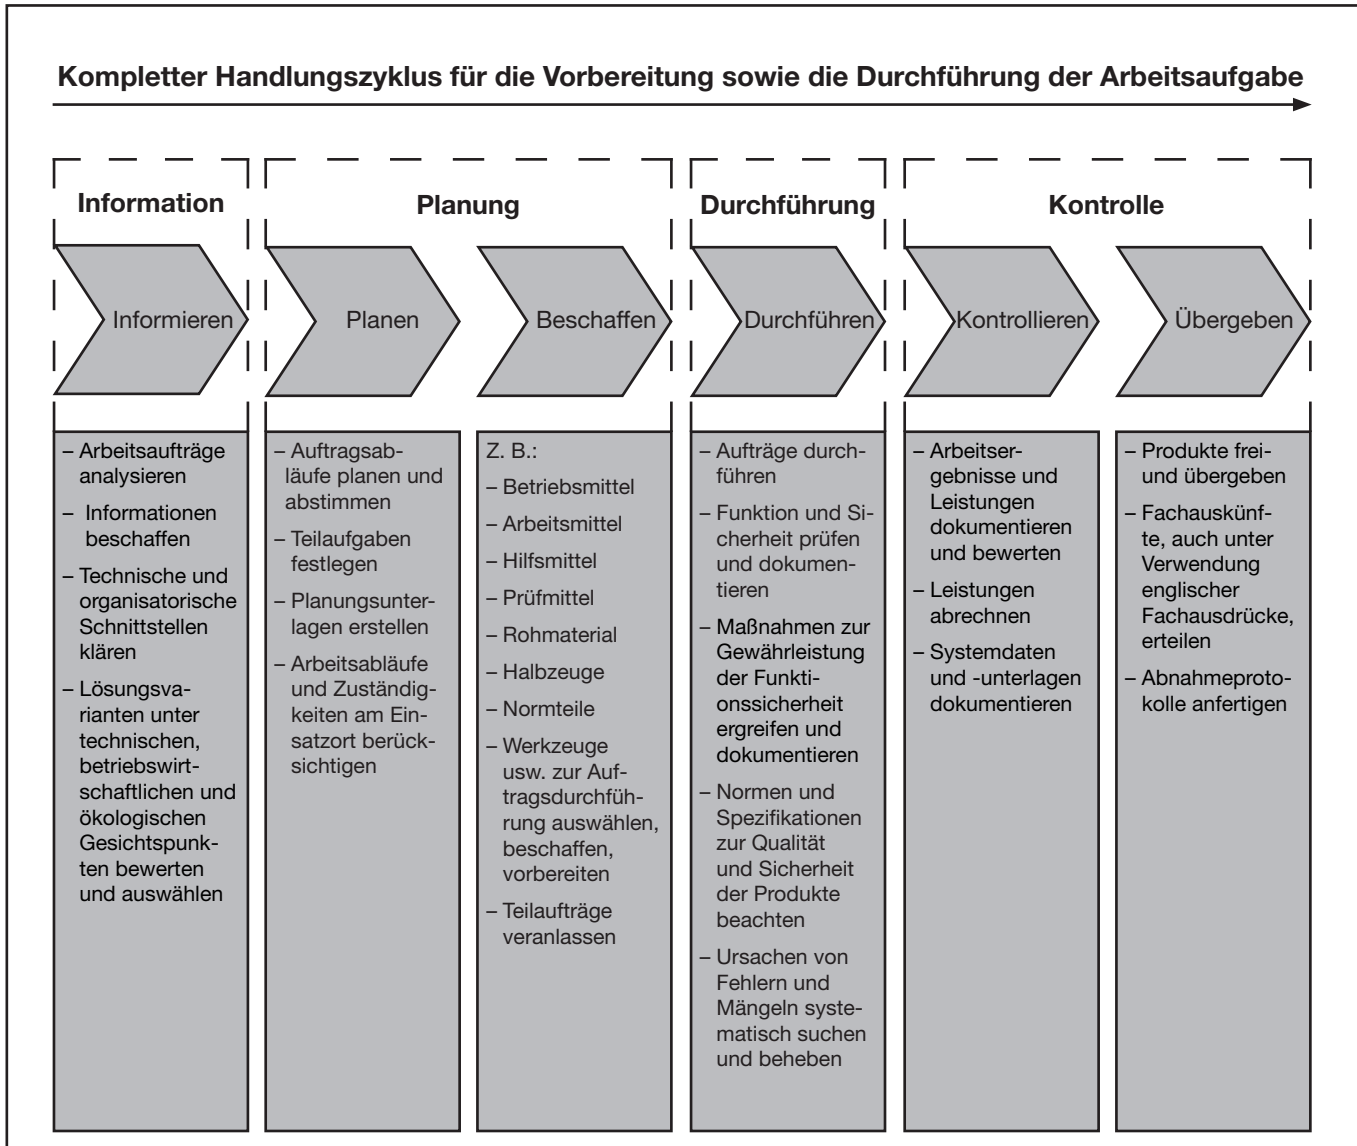 Kompletter Handlungszyklus für die Vorbereitung sowie die Durchführung der Arbeitsaufgabe
Information
Planung
Durchführung
Kontrolle
Informieren
Planen
Beschaffen
Durchführen
Kontrollieren
Übergeben
– Arbeitsaufträge
analysieren
– Informationen
beschaffen
– Technische und
organisatorische
Schnittstellen
klären
– Lösungsva-
rianten unter
technischen,
betriebswirt-
schaftlichen und
ökologischen
Gesichtspunk-
ten bewerten
und auswählen
– Auftragsab-
läufe planen und
abstimmen
– Teilaufgaben
festlegen
– Planungsunter-
lagen erstellen
– Arbeitsabläufe
und Zuständig-
keiten am Ein-
satzort berück-
sichtigen
Z. B.:
– Betriebsmittel
– Arbeitsmittel
– Hilfsmittel
– Prüfmittel
– Rohmaterial
– Halbzeuge
– Normteile
– Werkzeuge
usw. zur Auf-
tragsdurchfüh-
rung auswählen,
beschaffen,
vorbereiten
– Teilaufträge
veranlassen
– Aufträge durch-
führen
– Funktion und Si-
cherheit prüfen
und dokumen-
tieren
– Maßnahmen zur
Gewährleistung
der Funkti-
onssicherheit
ergreifen und
dokumentieren
– Normen und
Spezifikationen
zur Qualität
und Sicherheit
der Produkte
beachten
– Ursachen von
Fehlern und
Mängeln syste-
matisch suchen
und beheben
– Arbeitser-
gebnisse und
Leistungen
dokumentieren
und bewerten
– Leistungen
abrechnen
– Systemdaten
und -unterlagen
dokumentieren
– Produkte frei-
und übergeben
– Fachauskünf-
te, auch unter
Verwendung
englischer
Fachausdrücke,
erteilen
– Abnahmeproto-
kolle anfertigen